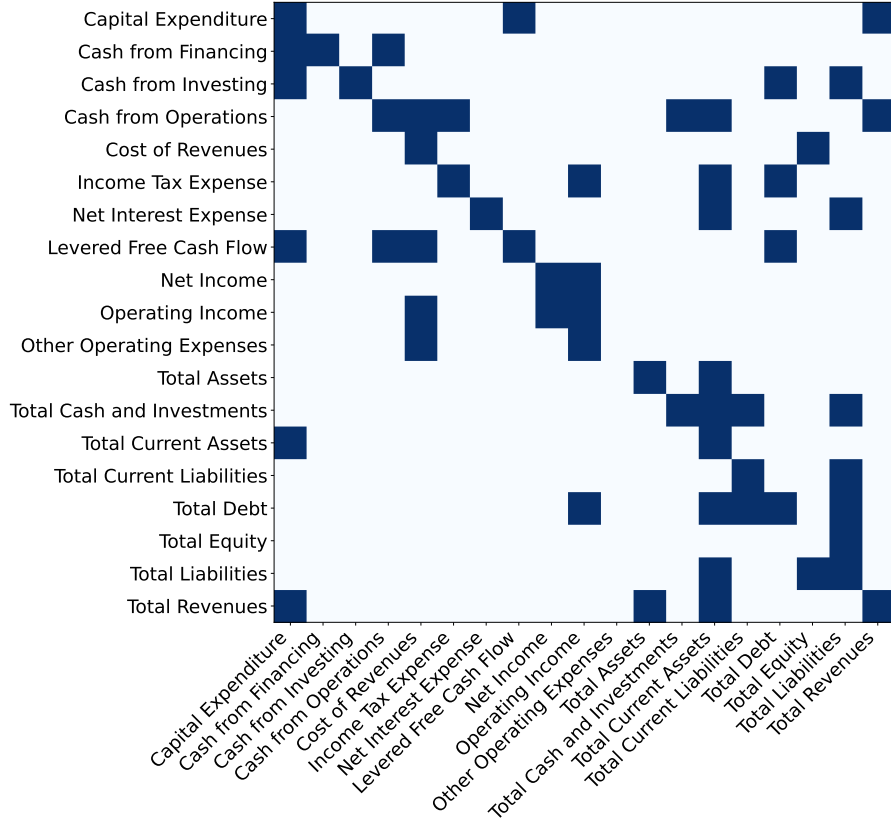 Capital Expenditure
Cash from Financing
Cash from Investing
Cash from Operations
Cost of Revenues
Income Tax Expense
Net Interest Expense
Levered Free Cash Flow
Net Income
Operating Income
Other Operating Expenses
Total Assets
Total Cash and Investments
Total Current Assets
Total Current Liabilities
Total Debt
Total Equity
Total Liabilities
Total Revenues
Capital Expenditure
Cash from Financing
Cash from Investing
Cash from Operations
Cost of Revenues
Income Tax Expense
Net Interest Expense
Levered Free Cash Flow
Net Income
Operating Income
Other Operating Expenses
Total Assets
Total Cash and Investments
Total Current Assets
Total Current Liabilities
Total Debt
Total Equity
Total Liabilities
Total Revenues